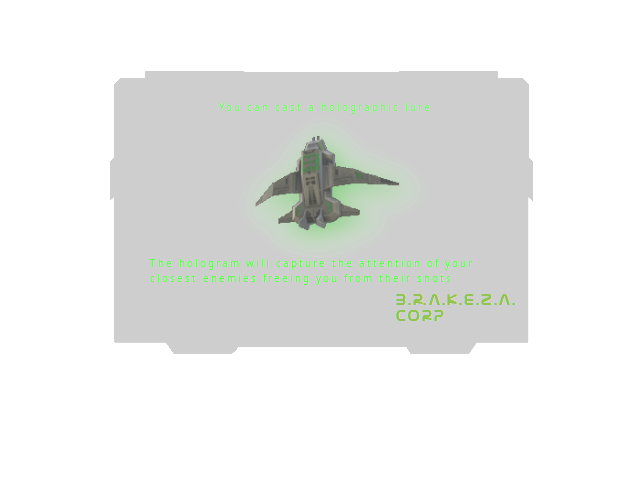 You can cast a holographic lure.
The hologram will capture the attention of your
closest enemies freeing you from their shots
B.R.A.K.E.Z.A.
CORP